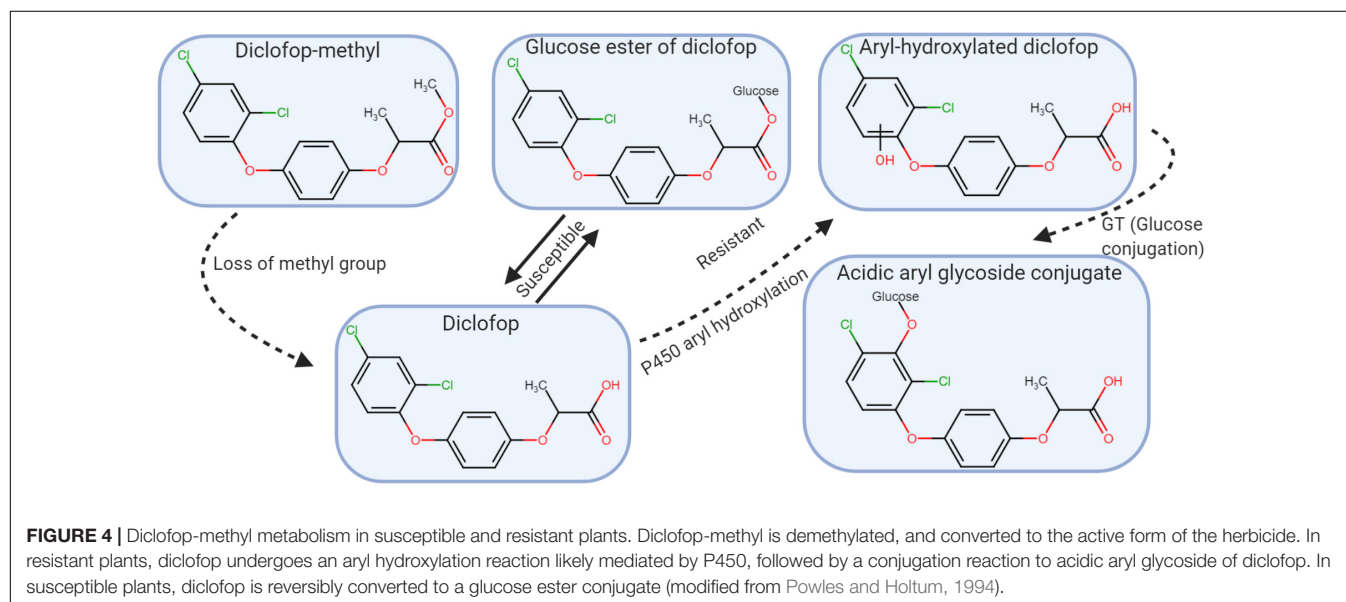 Diclofop-methyl
Cl
Cl
H₃C
H₃C
O
O
O
O
Glucose ester of diclofop
Cl
Cl
Glucose
H₃C
O
O
O
O
Aryl-hydroxylated diclofop
Cl
Cl
OH
H₃C
OH
O
O
O
Loss of methyl group
Susceptible
Resistant
P450 aryl hydroxylation
GT (Glucose
conjugation)
Diclofop
Cl
Cl
H₃C
OH
O
O
O
Acidic aryl glycoside conjugate
Glucose
O
Cl
Cl
H₃C
OH
O
O
O
FIGURE 4 | Diclofop-methyl metabolism in susceptible and resistant plants. Diclofop-methyl is demethylated, and converted to the active form of the herbicide. In
resistant plants, diclofop undergoes an aryl hydroxylation reaction likely mediated by P450, followed by a conjugation reaction to acidic aryl glycoside of diclofop. In
susceptible plants, diclofop is reversibly converted to a glucose ester conjugate (modified from Powles and Holtum, 1994).